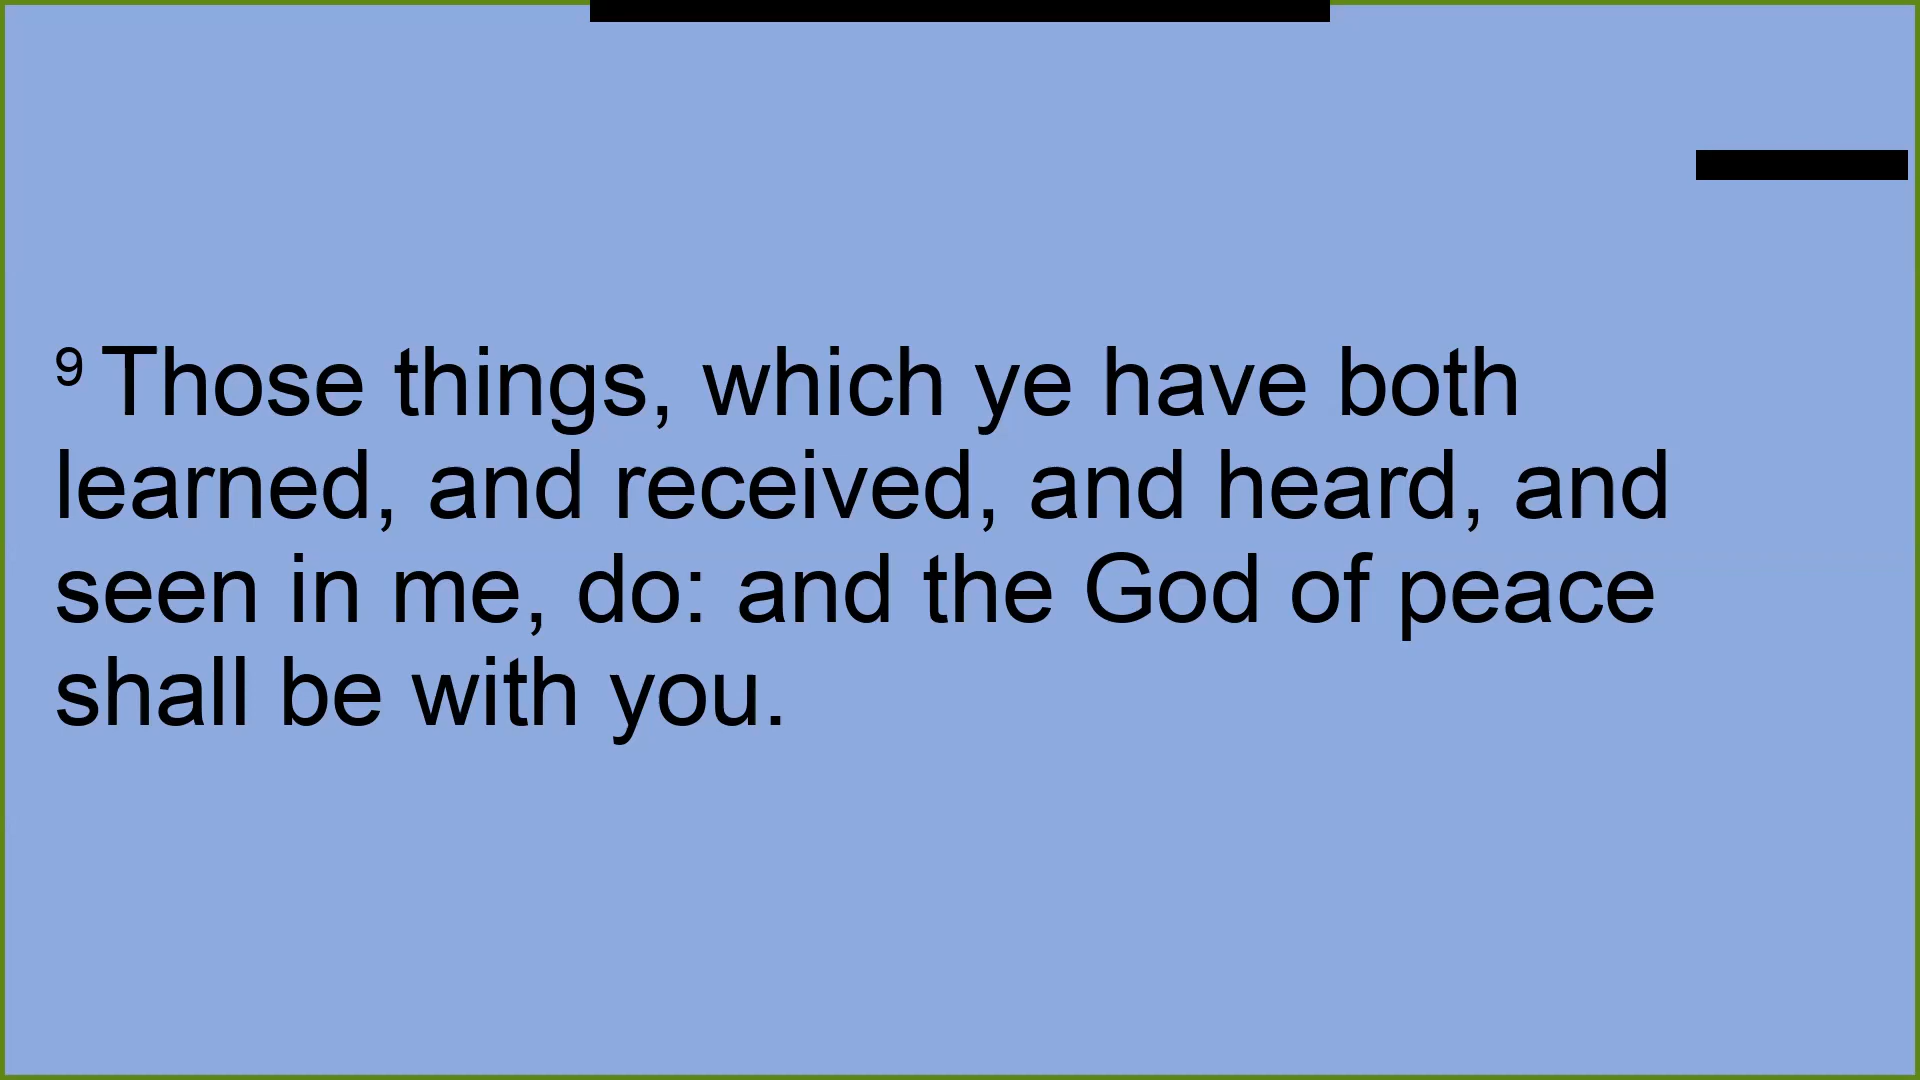 9 Those things, which ye have both
learned, and received, and heard, and
seen in me, do: and the God of peace
shall be with you.